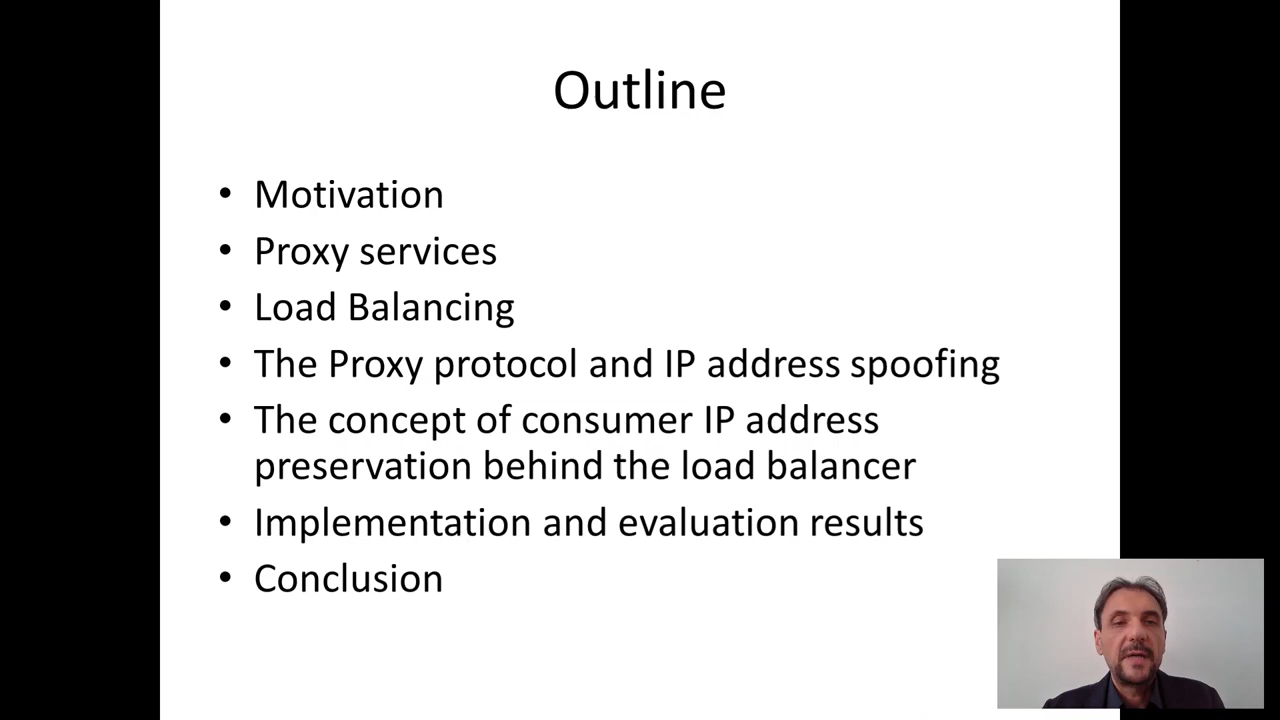 Outline
• Motivation
• Proxy services
• Load Balancing
• The Proxy protocol and IP address spoofing
• The concept of consumer IP address
preservation behind the load balancer
• Implementation and evaluation results
• Conclusion